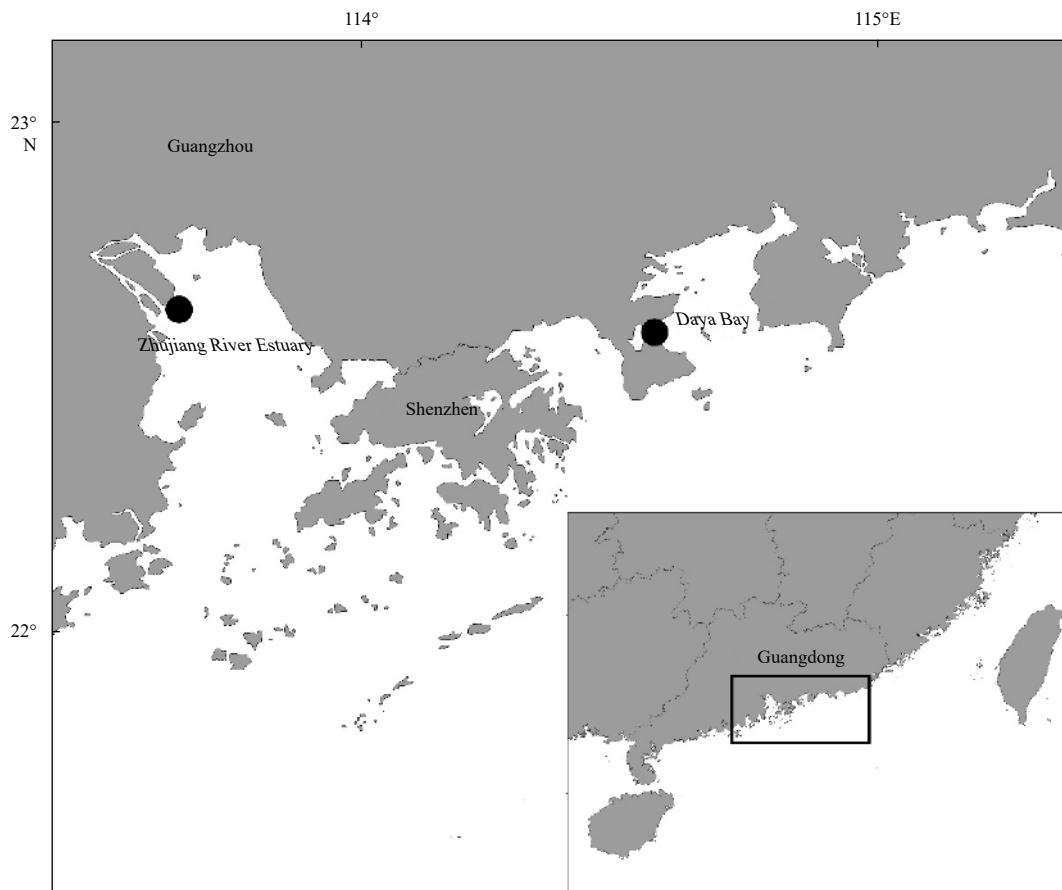 114°
115°E
23°
N
Guangzhou
Daya Bay
Zhujiang River Estuary
Shenzhen
22°
Guangdong